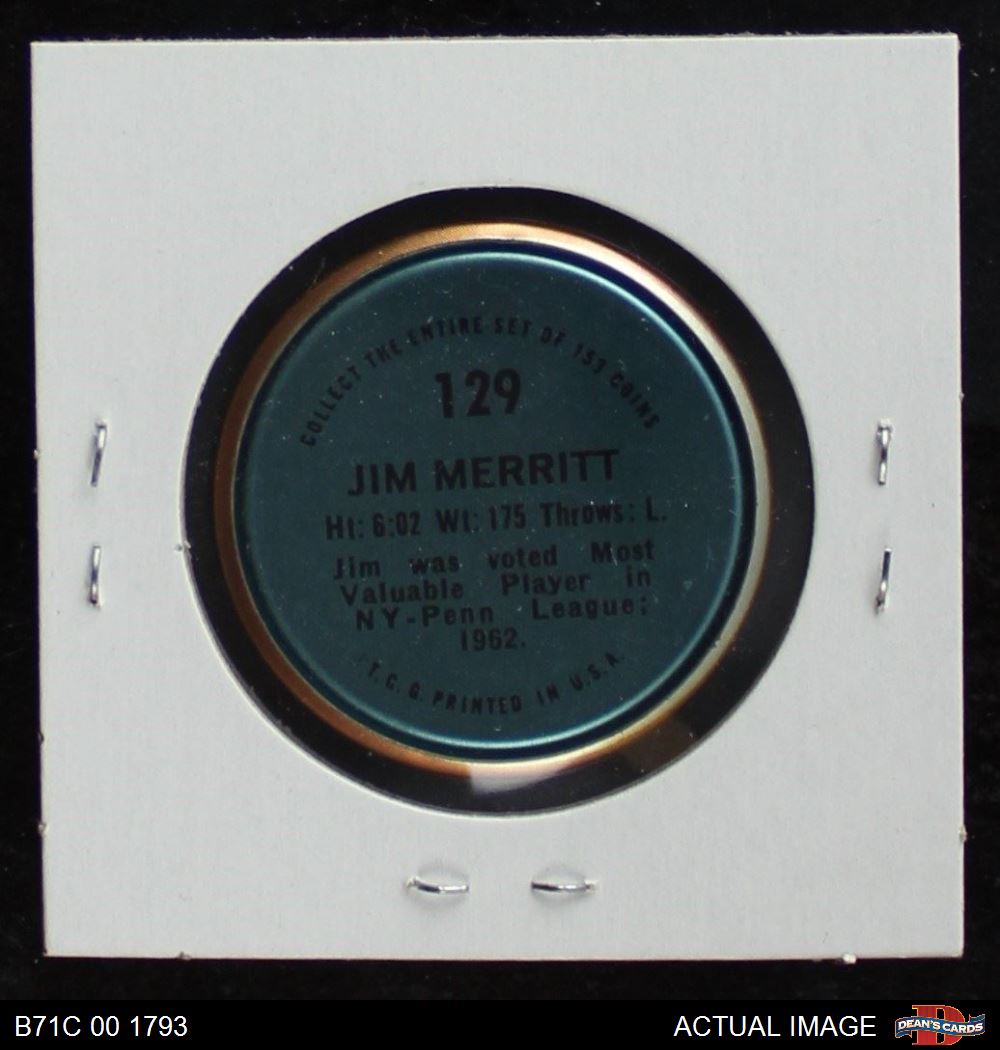 COLLECT THE ENTIRE SET OF 153 COINS
129
JIM MERRITT
Ht: 6:02 Wt: 175 Throws: L.
Jim was voted Most
Valuable Player in
NY-Penn League;
1962.
T.C.G. PRINTED IN U.S.A.
B71C 00 1793
ACTUAL IMAGE
DEAN'S CARDS